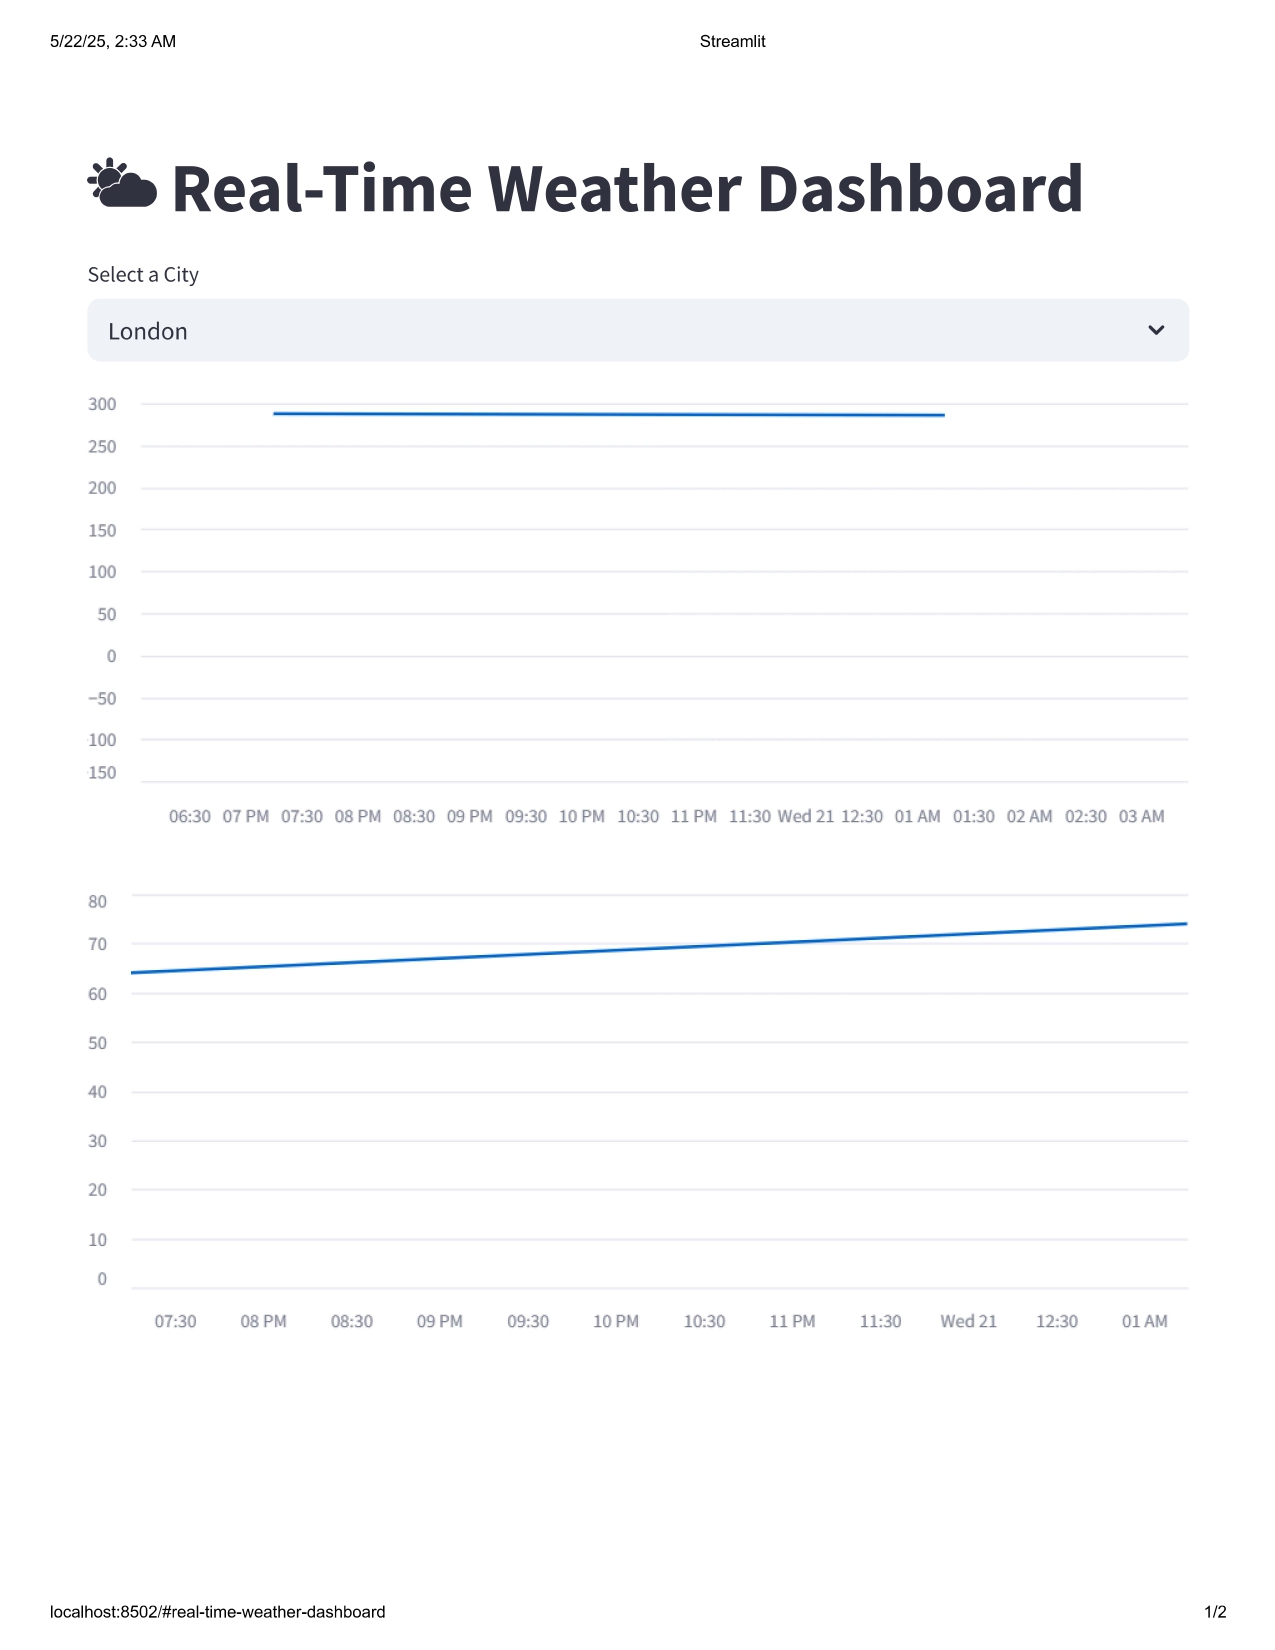 5/22/25, 2:33 AM Streamlit
Real-Time Weather Dashboard
Select a City
London
300
250
200
150
100
50
0
−50
100
150
06:30 07 PM 07:30 08 PM 08:30 09 PM 09:30 10 PM 10:30 11 PM 11:30 Wed 21 12:30 01 AM 01:30 02 AM 02:30 03 AM
80
70
60
50
40
30
20
10
0
07:30 08 PM 08:30 09 PM 09:30 10 PM 10:30 11 PM 11:30 Wed 21 12:30 01 AM
localhost:8502/#real-time-weather-dashboard 1/2